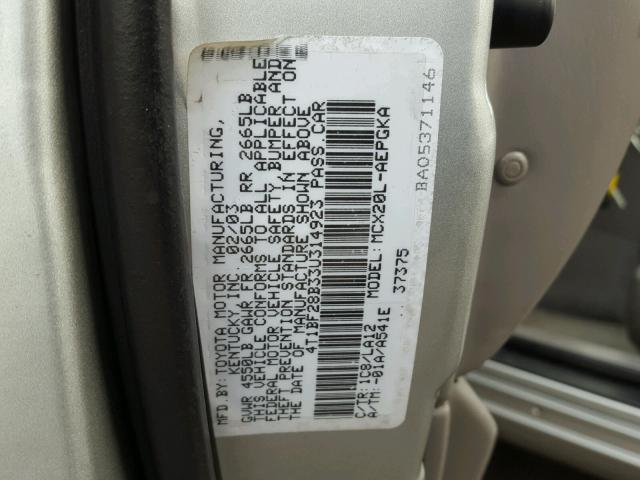 MFD. BY: TOYOTA MOTOR MANUFACTURING,
KENTUCKY, INC. 02/03
GVWR 4550LB GAWR FR 2665LB RR 2665LB
THIS VEHICLE CONFORMS TO ALL APPLICABLE
FEDERAL MOTOR VEHICLE SAFETY, BUMPER AND
THEFT PREVENTION STANDARDS IN EFFECT ON
THE DATE OF MANUFACTURE SHOWN ABOVE
4T1BF28B33U314923 PASS.CAR
C/TR: 1C8/LA12 MODEL: MCX20L-AEPGKA
A/TM: -01A/A541E 37375
BA05371146